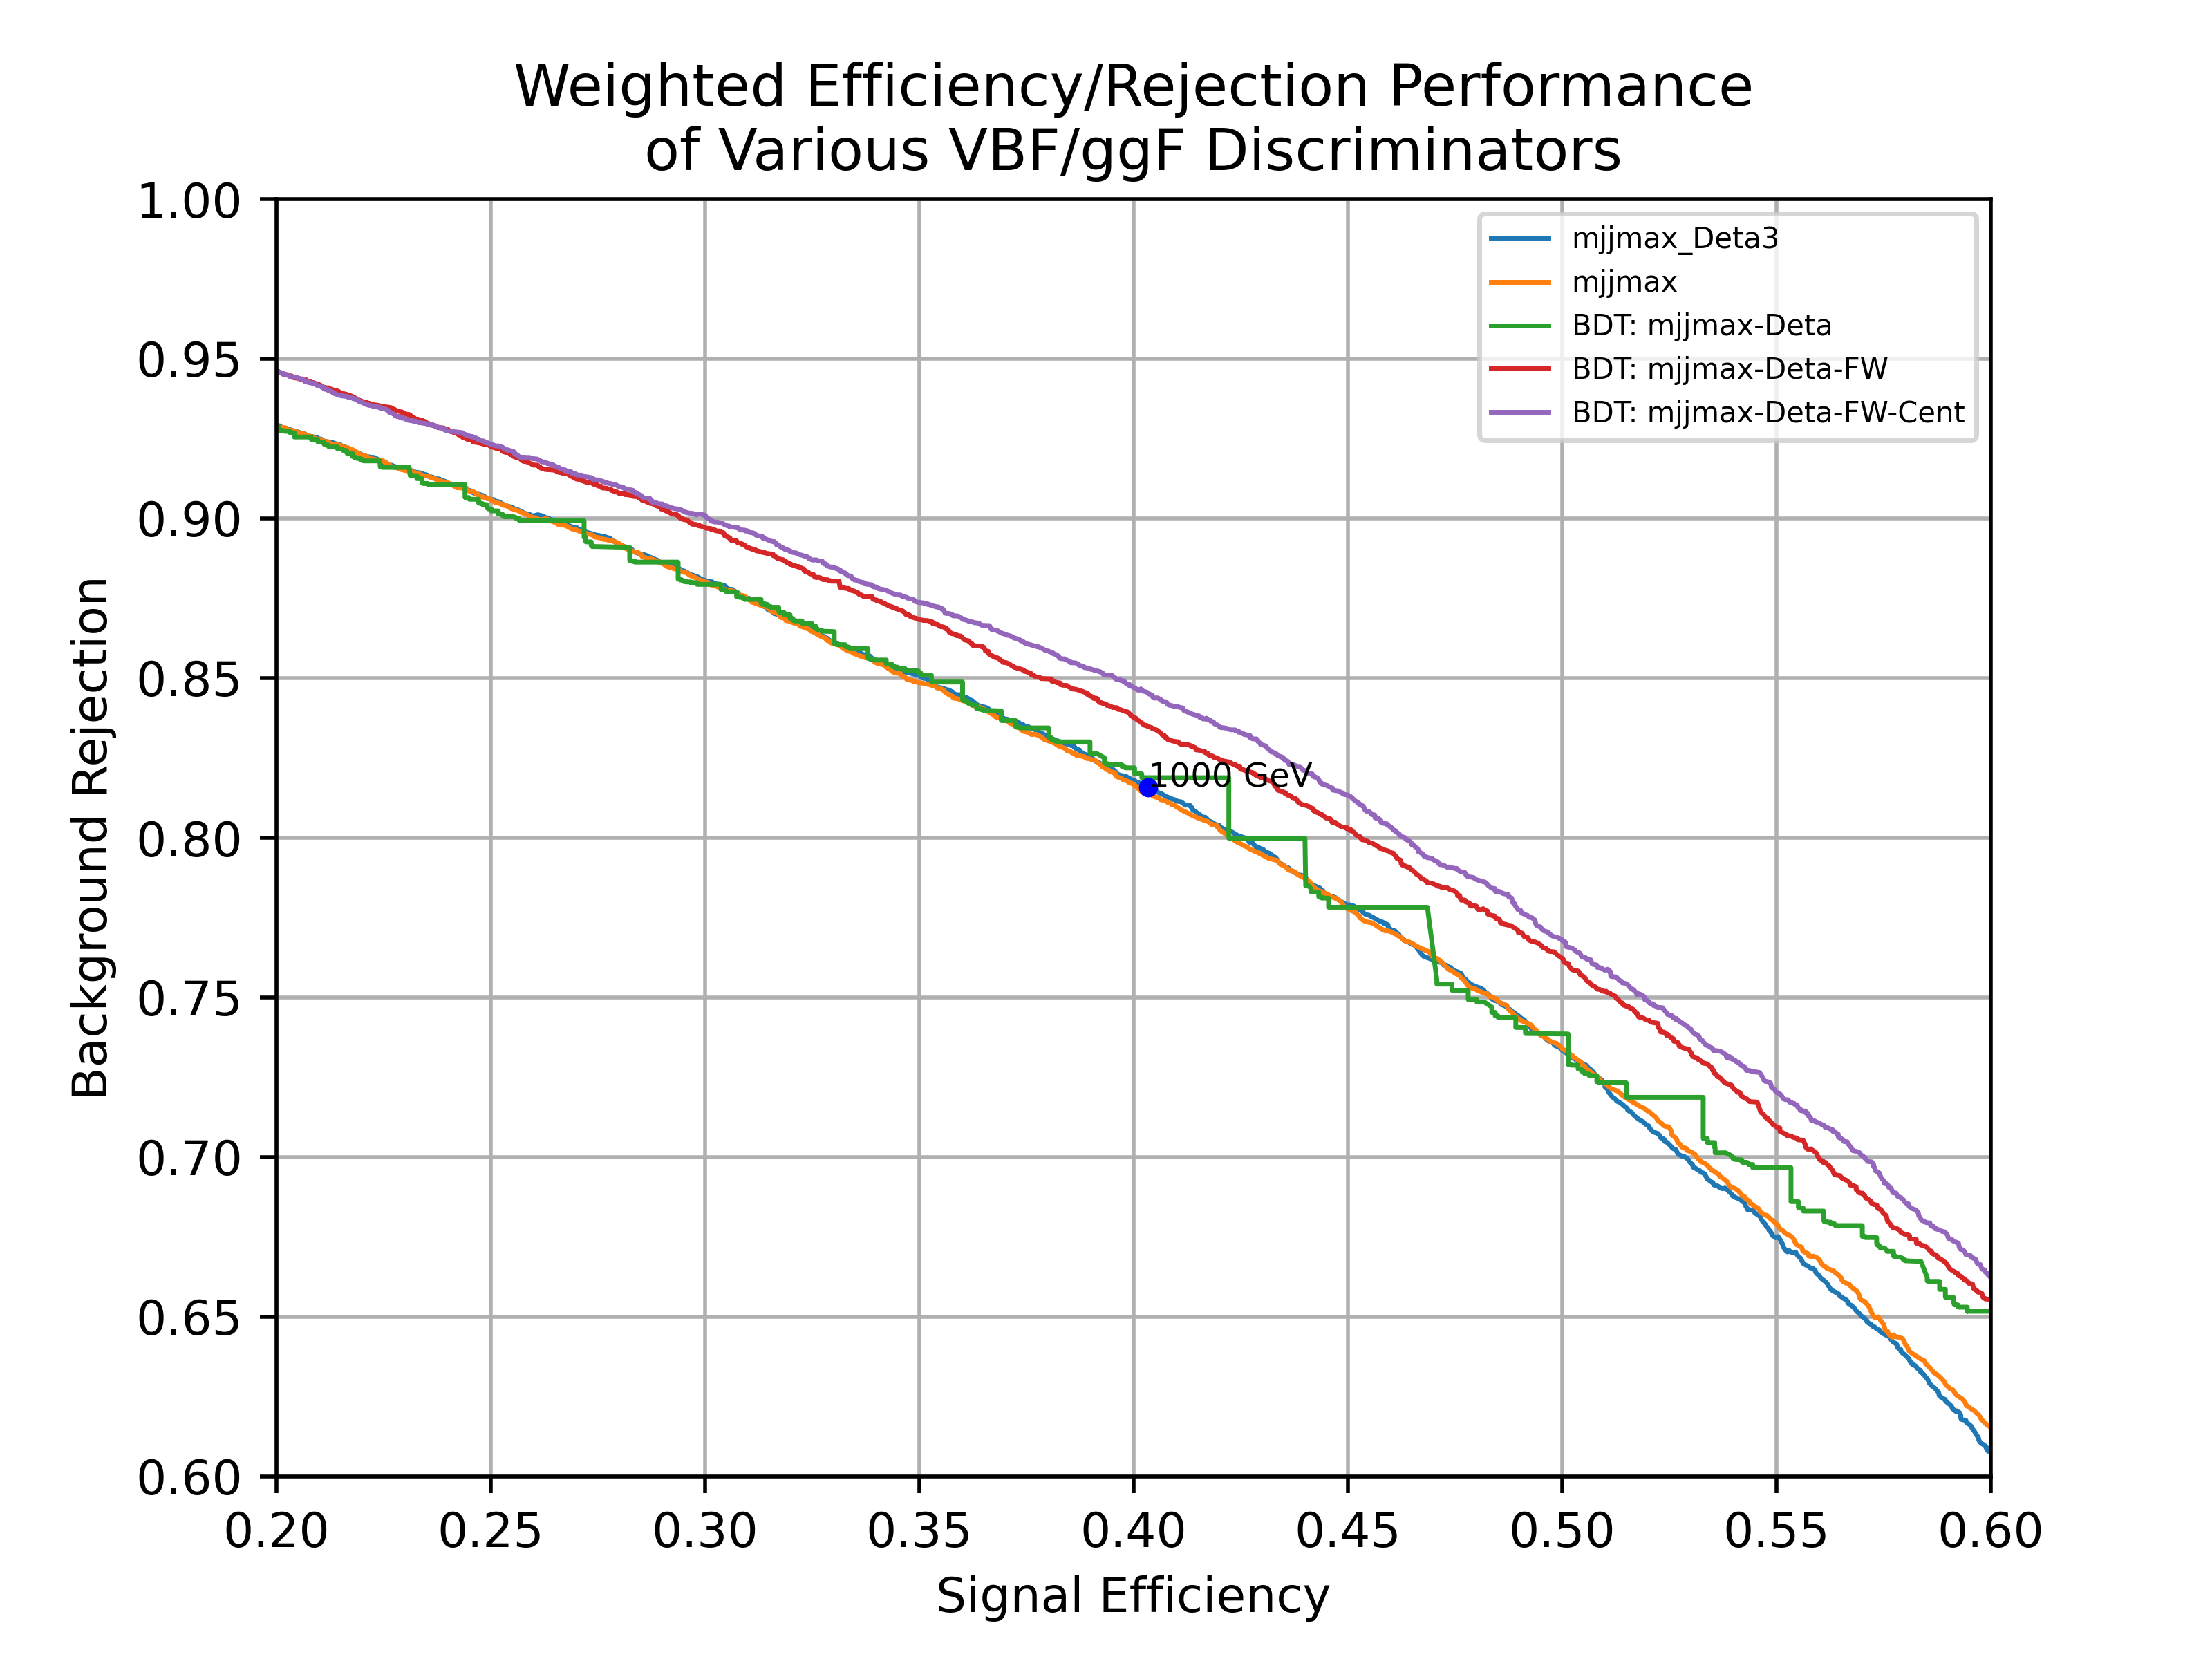 Weighted Efficiency/Rejection Performance
of Various VBF/ggF Discriminators
1.00
0.95
0.90
0.85
0.80
0.75
0.70
0.65
0.60
Background Rejection
mjjmax_Deta3
mjjmax
BDT: mjjmax-Deta
BDT: mjjmax-Deta-FW
BDT: mjjmax-Deta-FW-Cent
1000 GeV
0.20 0.25 0.30 0.35 0.40 0.45 0.50 0.55 0.60
Signal Efficiency